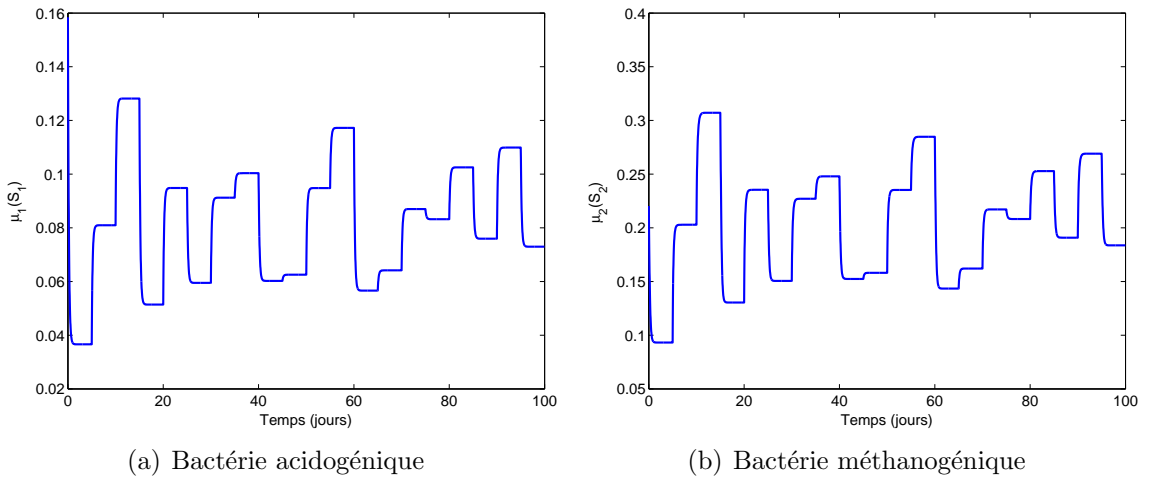 0.16
0.14
0.12
0.1
0.08
0.06
0.04
0.02
μ1(S1)
0 20 40 60 80 100
Temps (jours)
(a) Bactérie acidogénique
0.4
0.35
0.3
0.25
0.2
0.15
0.1
0.05
μ2(S2)
0 20 40 60 80 100
Temps (jours)
(b) Bactérie méthanogénique